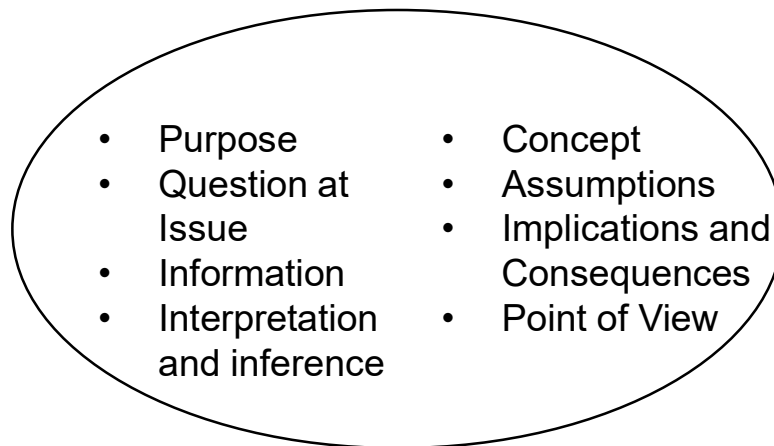 • Purpose
• Question at
Issue
• Information
• Interpretation
and inference
• Concept
• Assumptions
• Implications and
Consequences
• Point of View